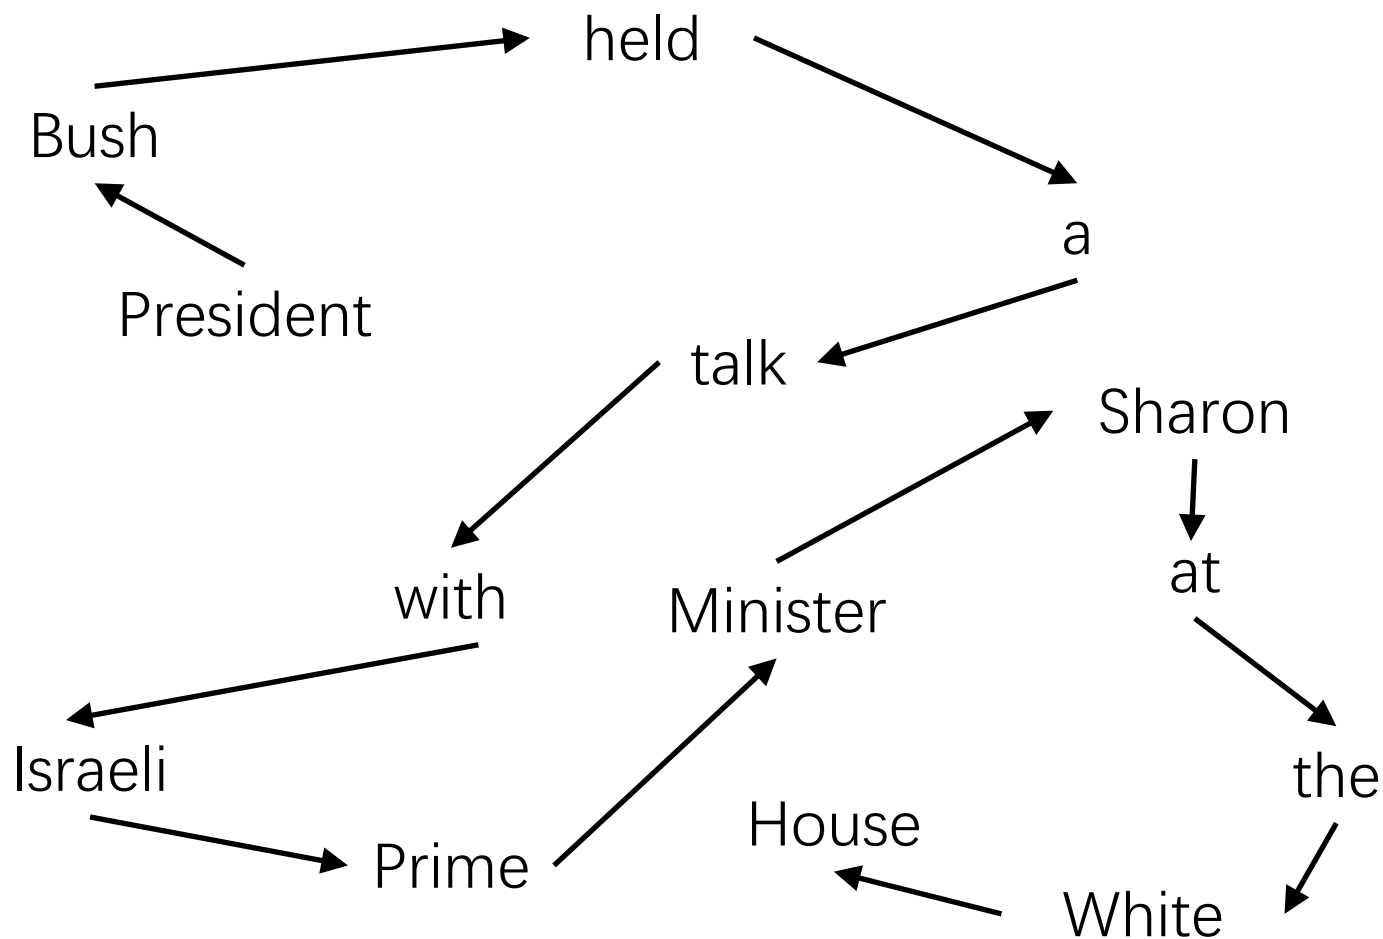 President
Bush
held
a
talk
with
Israeli
Prime
Minister
Sharon
at
the
White
House